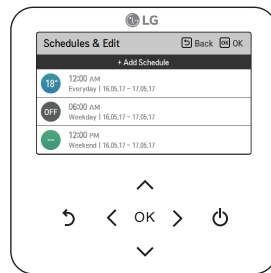 LG
Schedules & Edit
Back OK OK
+ Add Schedule
18°
12:00 AM
Everyday | 16.05.17 ~ 17.05.17
OFF
06:00 AM
Weekday | 16.05.17 ~ 17.05.17
--
12:00 PM
Weekend | 16.05.17 ~ 17.05.17
OK